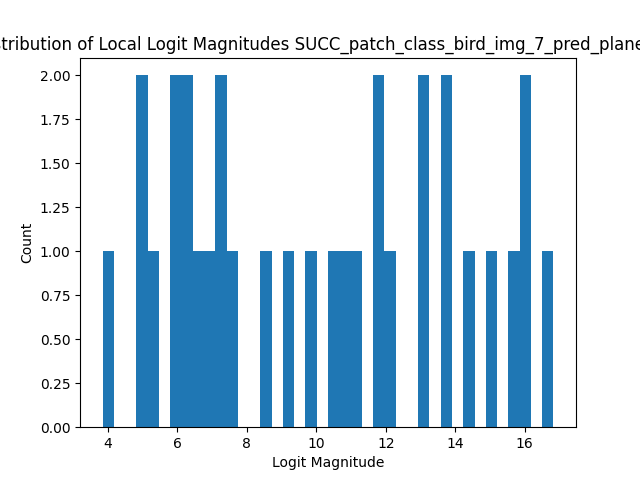 tribution of Local Logit Magnitudes SUCC_patch_class_bird_img_7_pred_plane
2.00
1.75
1.50
1.25
1.00
0.75
0.50
0.25
0.00
Count
4 6 8 10 12 14 16
Logit Magnitude